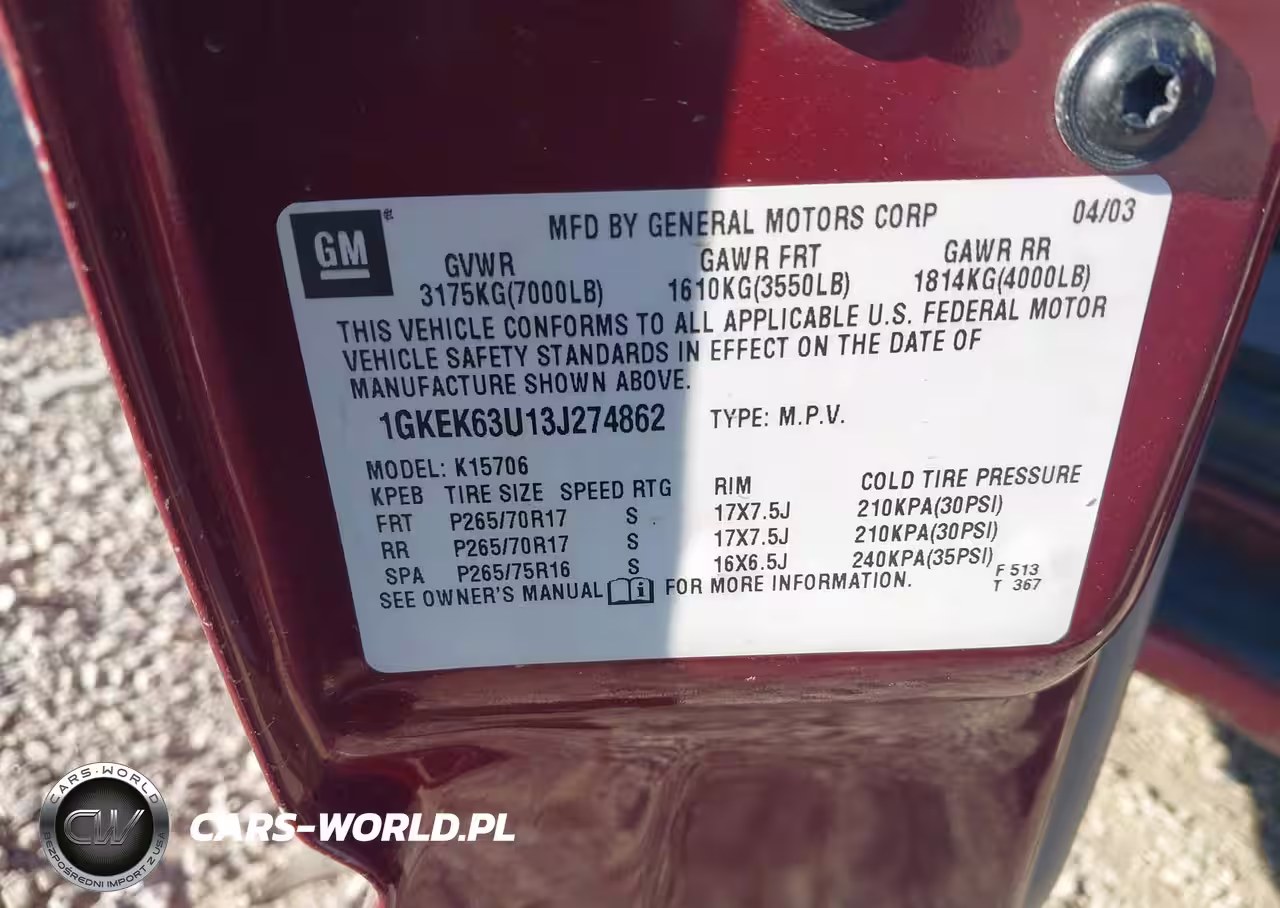 GM
MFD BY GENERAL MOTORS CORP 04/03
GVWR GAWR FRT GAWR RR
3175KG(7000LB) 1610KG(3550LB) 1814KG(4000LB)
THIS VEHICLE CONFORMS TO ALL APPLICABLE U.S. FEDERAL MOTOR
VEHICLE SAFETY STANDARDS IN EFFECT ON THE DATE OF
MANUFACTURE SHOWN ABOVE.
1GKEK63U13J274862 TYPE: M.P.V.
MODEL: K15706
KPEB TIRE SIZE SPEED RTG RIM COLD TIRE PRESSURE
FRT P265/70R17 S 17X7.5J 210KPA(30PSI)
RR P265/70R17 S 17X7.5J 210KPA(30PSI)
SPA P265/75R16 S 16X6.5J 240KPA(35PSI)
F 513
T 367
SEE OWNER'S MANUAL FOR MORE INFORMATION.
CARS-WORLD
CW
BEZPOŚREDNI IMPORT Z USA
CARS-WORLD.PL